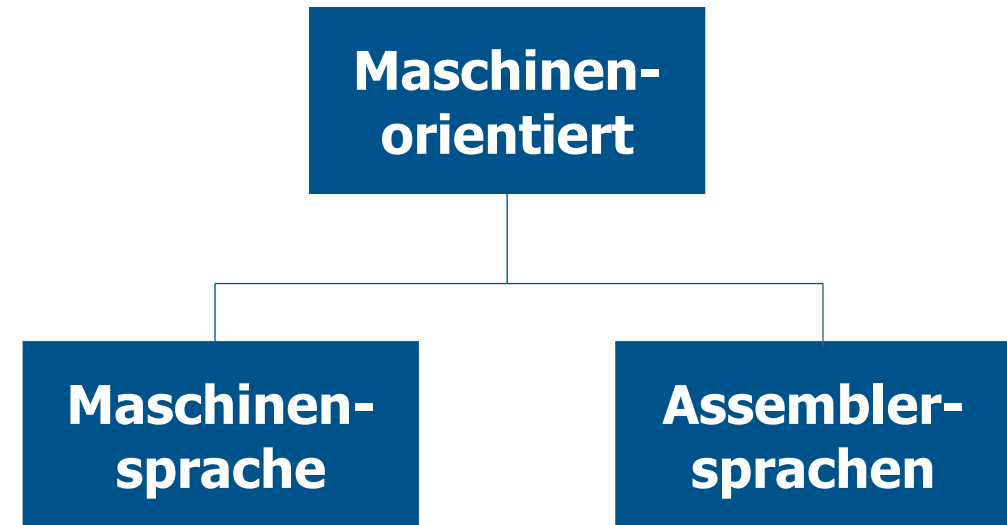 Maschinen-
orientiert
Maschinen-
sprache
Assembler-
sprachen